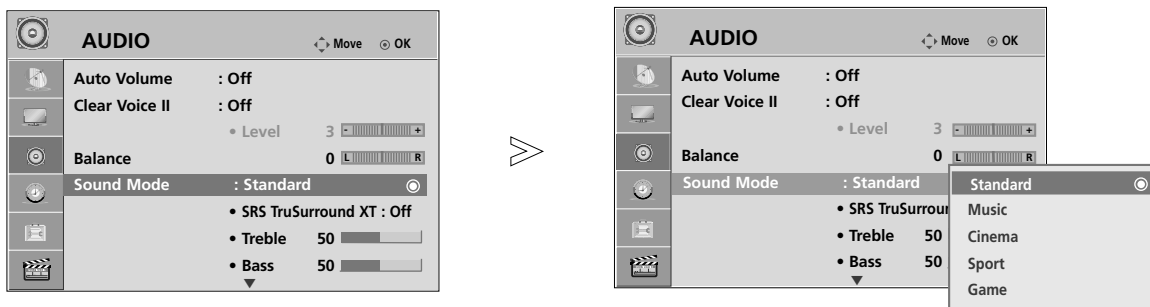 AUDIO Move OK
Auto Volume : Off
Clear Voice II : Off
• Level 3 - +
Balance 0 L R
Sound Mode : Standard
• SRS TruSurround XT : Off
• Treble 50
• Bass 50
AUDIO Move OK
Auto Volume : Off
Clear Voice II : Off
• Level 3 - +
Balance 0 L R
Sound Mode : Standard
• SRS TruSurroun
• Treble 50
• Bass 50
Standard
Music
Cinema
Sport
Game